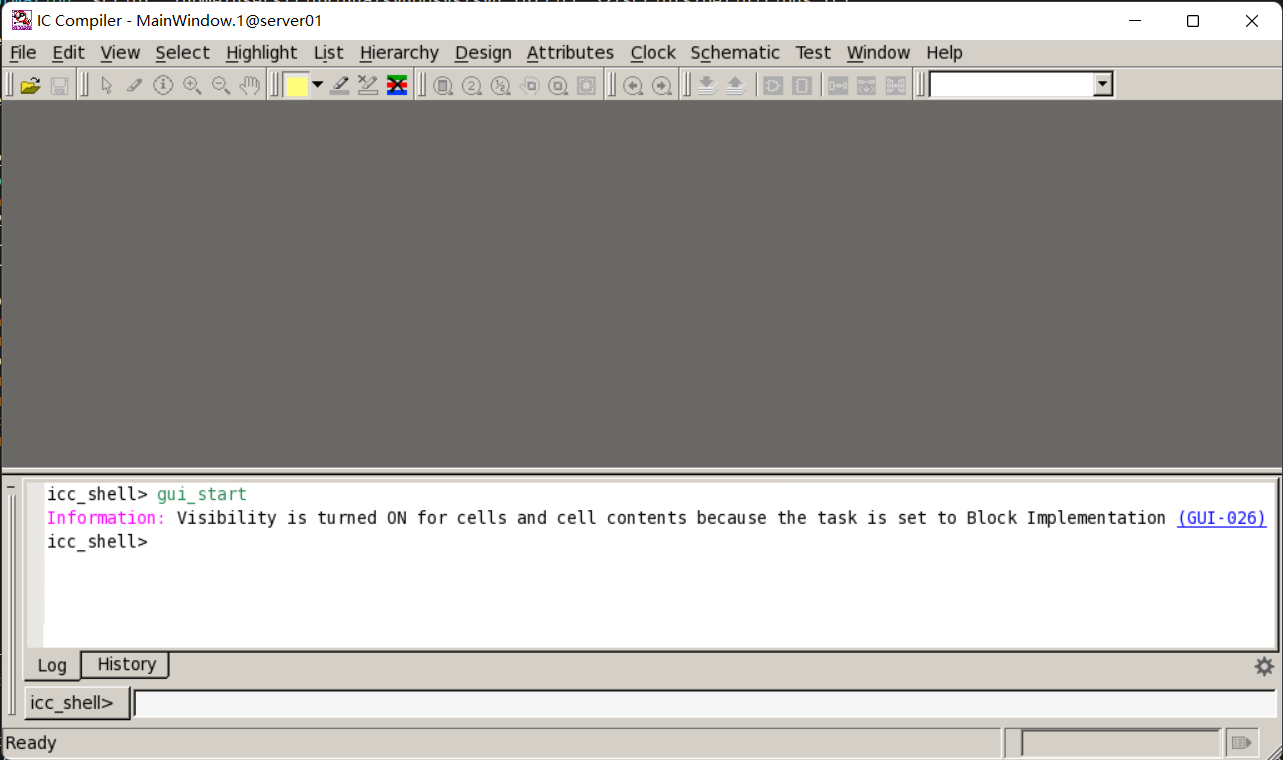 IC Compiler - MainWindow.1@server01
File Edit View Select Highlight List Hierarchy Design Attributes Clock Schematic Test Window Help
icc_shell> gui_start
Information: Visibility is turned ON for cells and cell contents because the task is set to Block Implementation (GUI-026)
icc_shell>
Log History
icc_shell>
Ready